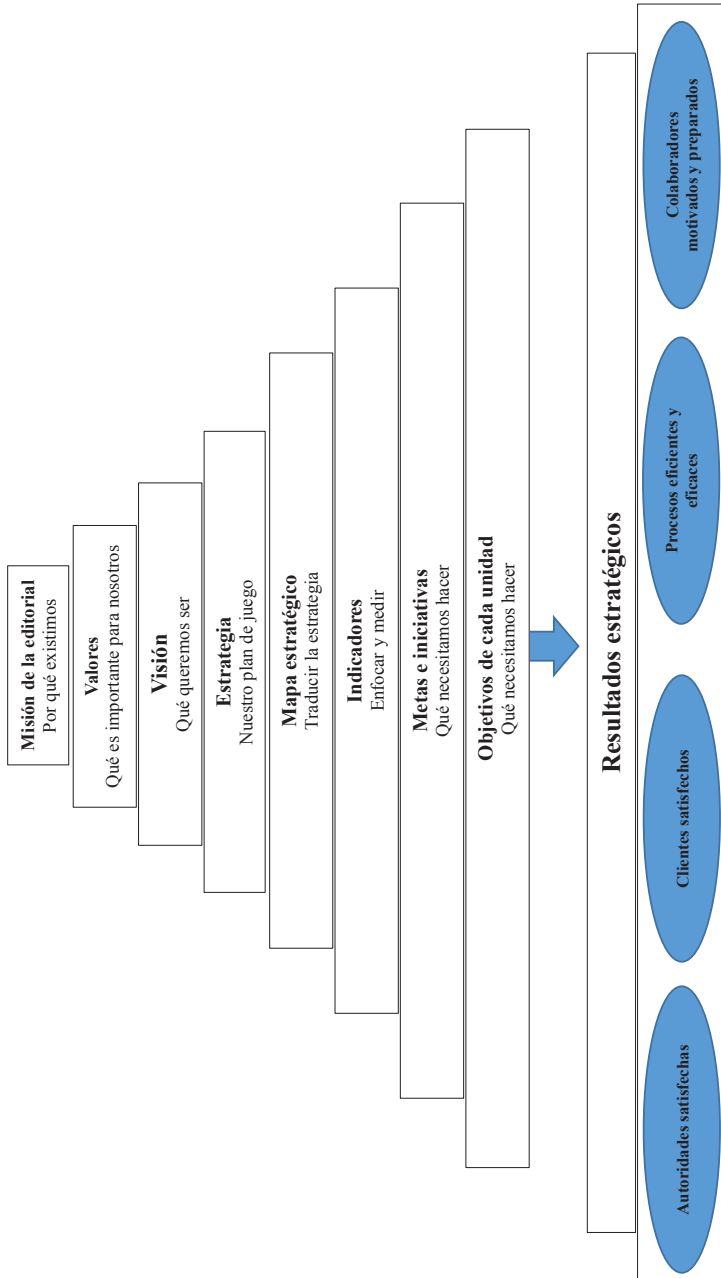 Misión de la editorial
Por qué existimos
Valores
Qué es importante para nosotros
Visión
Qué queremos ser
Estrategia
Nuestro plan de juego
Mapa estratégico
Traducir la estrategia
Indicadores
Enfocar y medir
Metas e iniciativas
Qué necesitamos hacer
Objetivos de cada unidad
Qué necesitamos hacer
Resultados estratégicos
Autoridades satisfechas
Clientes satisfechos
Procesos eficientes y
eficaces
Colaboradores
motivados y preparados